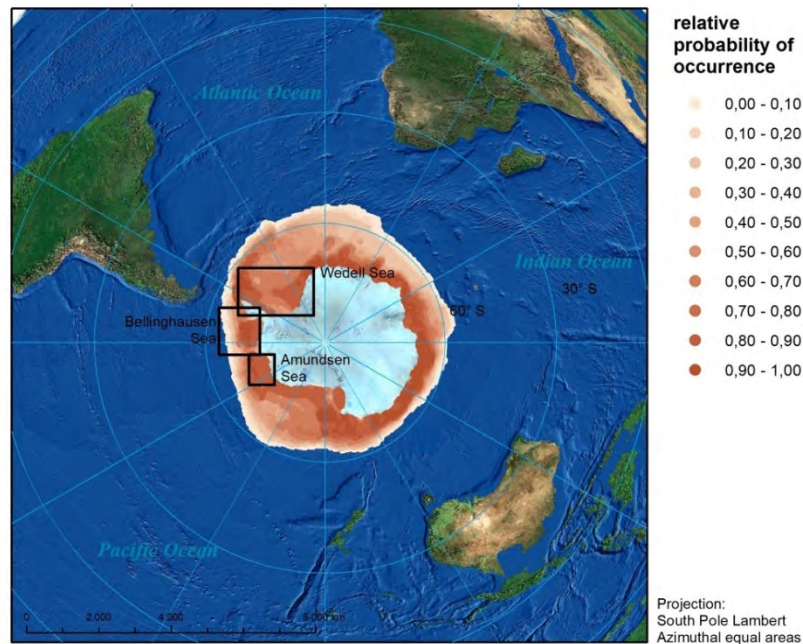 relative
probability of
occurrence
0,00 - 0,10
0,10 - 0,20
0,20 - 0,30
0,30 - 0,40
0,40 - 0,50
0,50 - 0,60
0,60 - 0,70
0,70 - 0,80
0,80 - 0,90
0,90 - 1,00
Atlantic Ocean
Indian Ocean
Wedell Sea
30° S
60° S
Bellinghausen
Sea
Amundsen
Sea
Pacific Ocean
0 2.000 4.000 8.000 km
Projection:
South Pole Lambert
Azimuthal equal areas